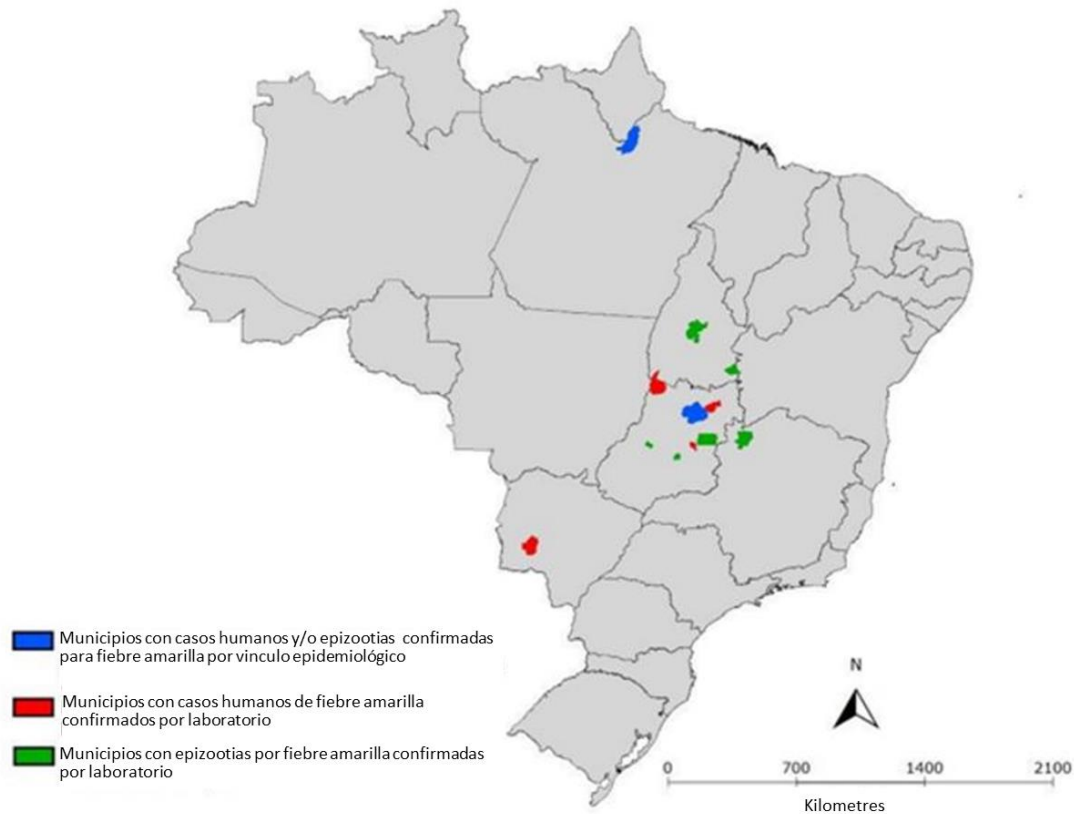 Municipios con casos humanos y/o epizootias confirmadas
para fiebre amarilla por vinculo epidemiológico
Municipios con casos humanos de fiebre amarilla
confirmados por laboratorio
Municipios con epizootias por fiebre amarilla confirmadas
por laboratorio
N
0 700 1400 2100
Kilometres